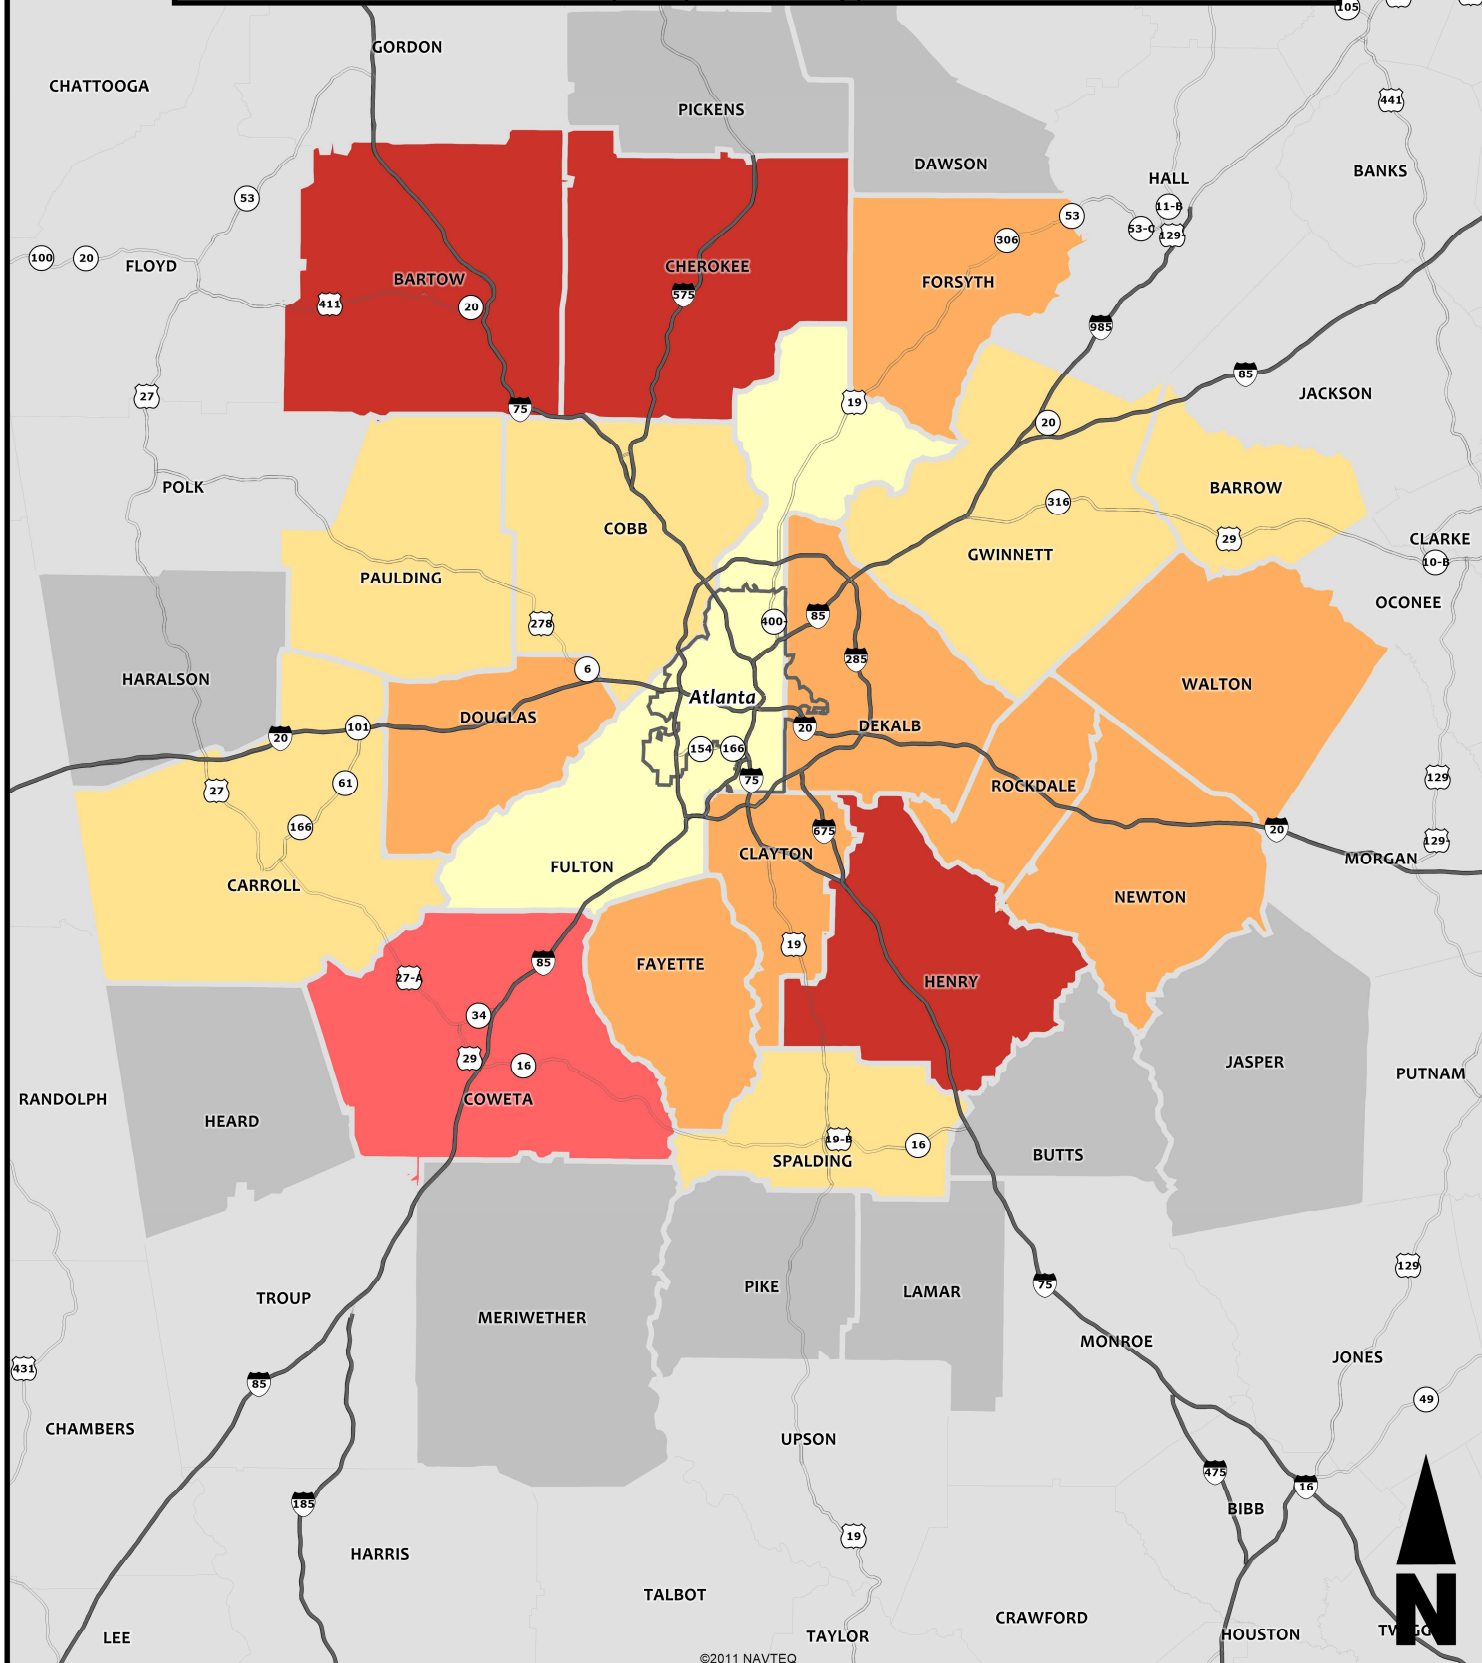 105
GORDON
CHATTOOGA
PICKENS
441
DAWSON
BANKS
HALL
53
11-B
53
53-C
129-
306
100
20
FLOYD
BARTOW
CHEROKEE
FORSYTH
411
20
575
985
27
75
19
85
JACKSON
20
POLK
BARROW
COBB
316
29
CLARKE
GWINNETT
10-B
PAULDING
OCONEE
278
400-
85
285
HARALSON
6
WALTON
Atlanta
DOUGLAS
101
20
20
DEKALB
154
166
75
61
27
ROCKDALE
129
166
675
20
129-
CLAYTON
MORGAN
FULTON
CARROLL
NEWTON
19
85
FAYETTE
27-A
HENRY
34
29
16
JASPER
PUTNAM
RANDOLPH
COWETA
HEARD
19-B
16
SPALDING
BUTTS
129
75
PIKE
LAMAR
TROUP
MERIWETHER
MONROE
JONES
431
85
49
CHAMBERS
UPSON
475
16
185
BIBB
19
HARRIS
TALBOT
CRAWFORD
LEE
TAYLOR
HOUSTON
N
©2011 NAVTEQ